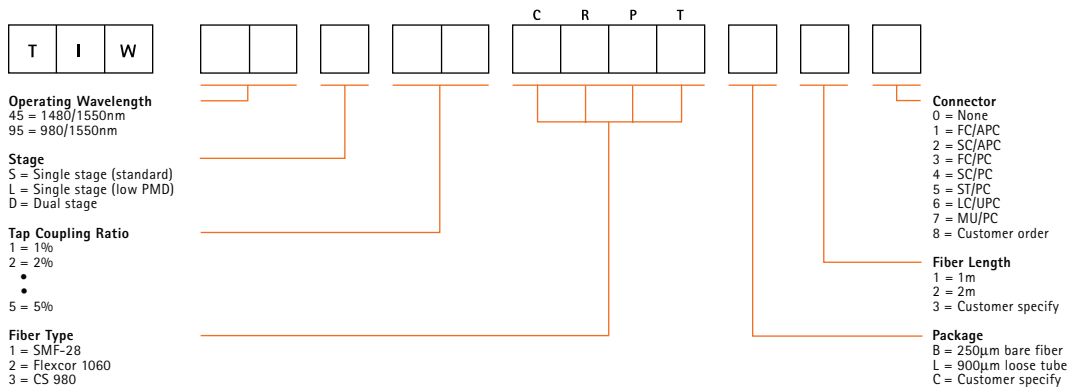 C R P T
T I W
Operating Wavelength
45 = 1480/1550nm
95 = 980/1550nm
Stage
S = Single stage (standard)
L = Single stage (low PMD)
D = Dual stage
Tap Coupling Ratio
1 = 1%
2 = 2%
•
•
5 = 5%
Fiber Type
1 = SMF-28
2 = Flexcor 1060
3 = CS 980
Connector
0 = None
1 = FC/APC
2 = SC/APC
3 = FC/PC
4 = SC/PC
5 = ST/PC
6 = LC/UPC
7 = MU/PC
8 = Customer order
Fiber Length
1 = 1m
2 = 2m
3 = Customer specify
Package
B = 250µm bare fiber
L = 900µm loose tube
C = Customer specify